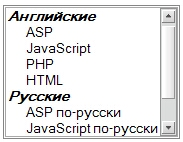 Английские
ASP
JavaScript
PHP
HTML
Русские
ASP по-русски
JavaScript по-русски